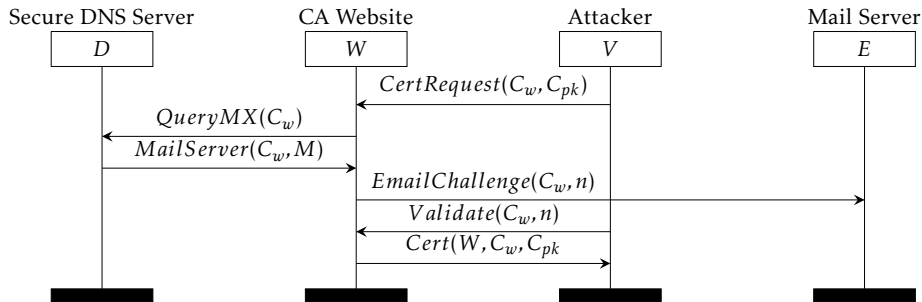 Secure DNS Server CA Website Attacker Mail Server
D W V E
CertRequest(C_w, C_pk)
QueryMX(C_w)
MailServer(C_w, M)
EmailChallenge(C_w, n)
Validate(C_w, n)
Cert(W, C_w, C_pk